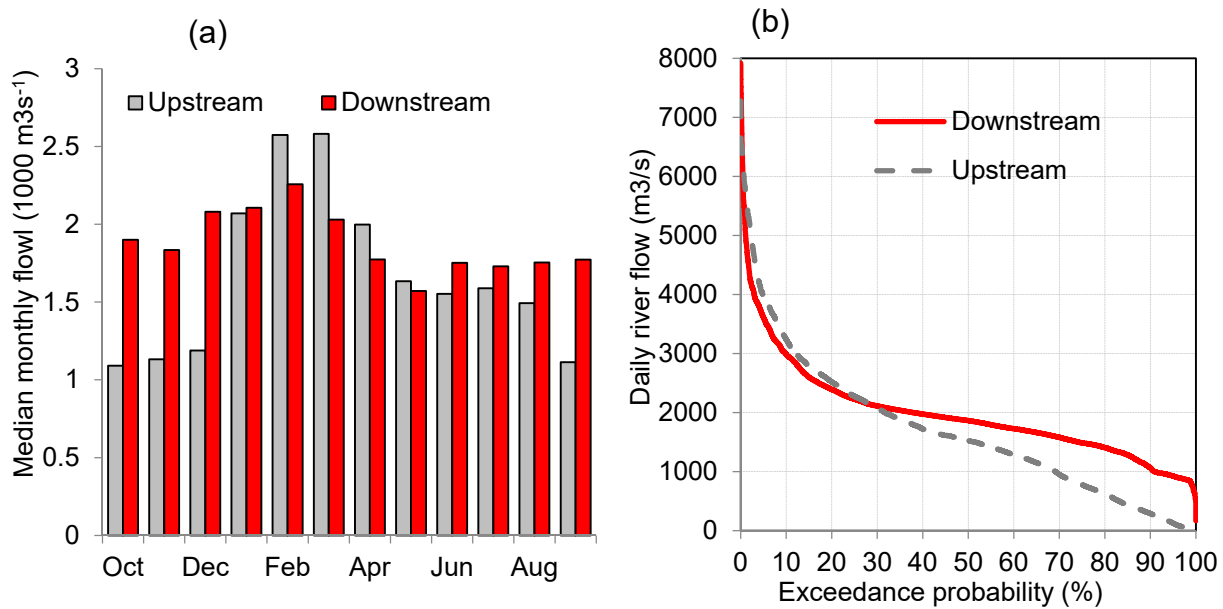 (a)
Median monthly flowl (1000 m3s⁻¹)
3
2.5
2
1.5
1
0.5
0
Upstream
Downstream
Oct Dec Feb Apr Jun Aug
(b)
Daily river flow (m3/s)
8000
7000
6000
5000
4000
3000
2000
1000
0
Downstream
Upstream
0 10 20 30 40 50 60 70 80 90 100
Exceedance probability (%)